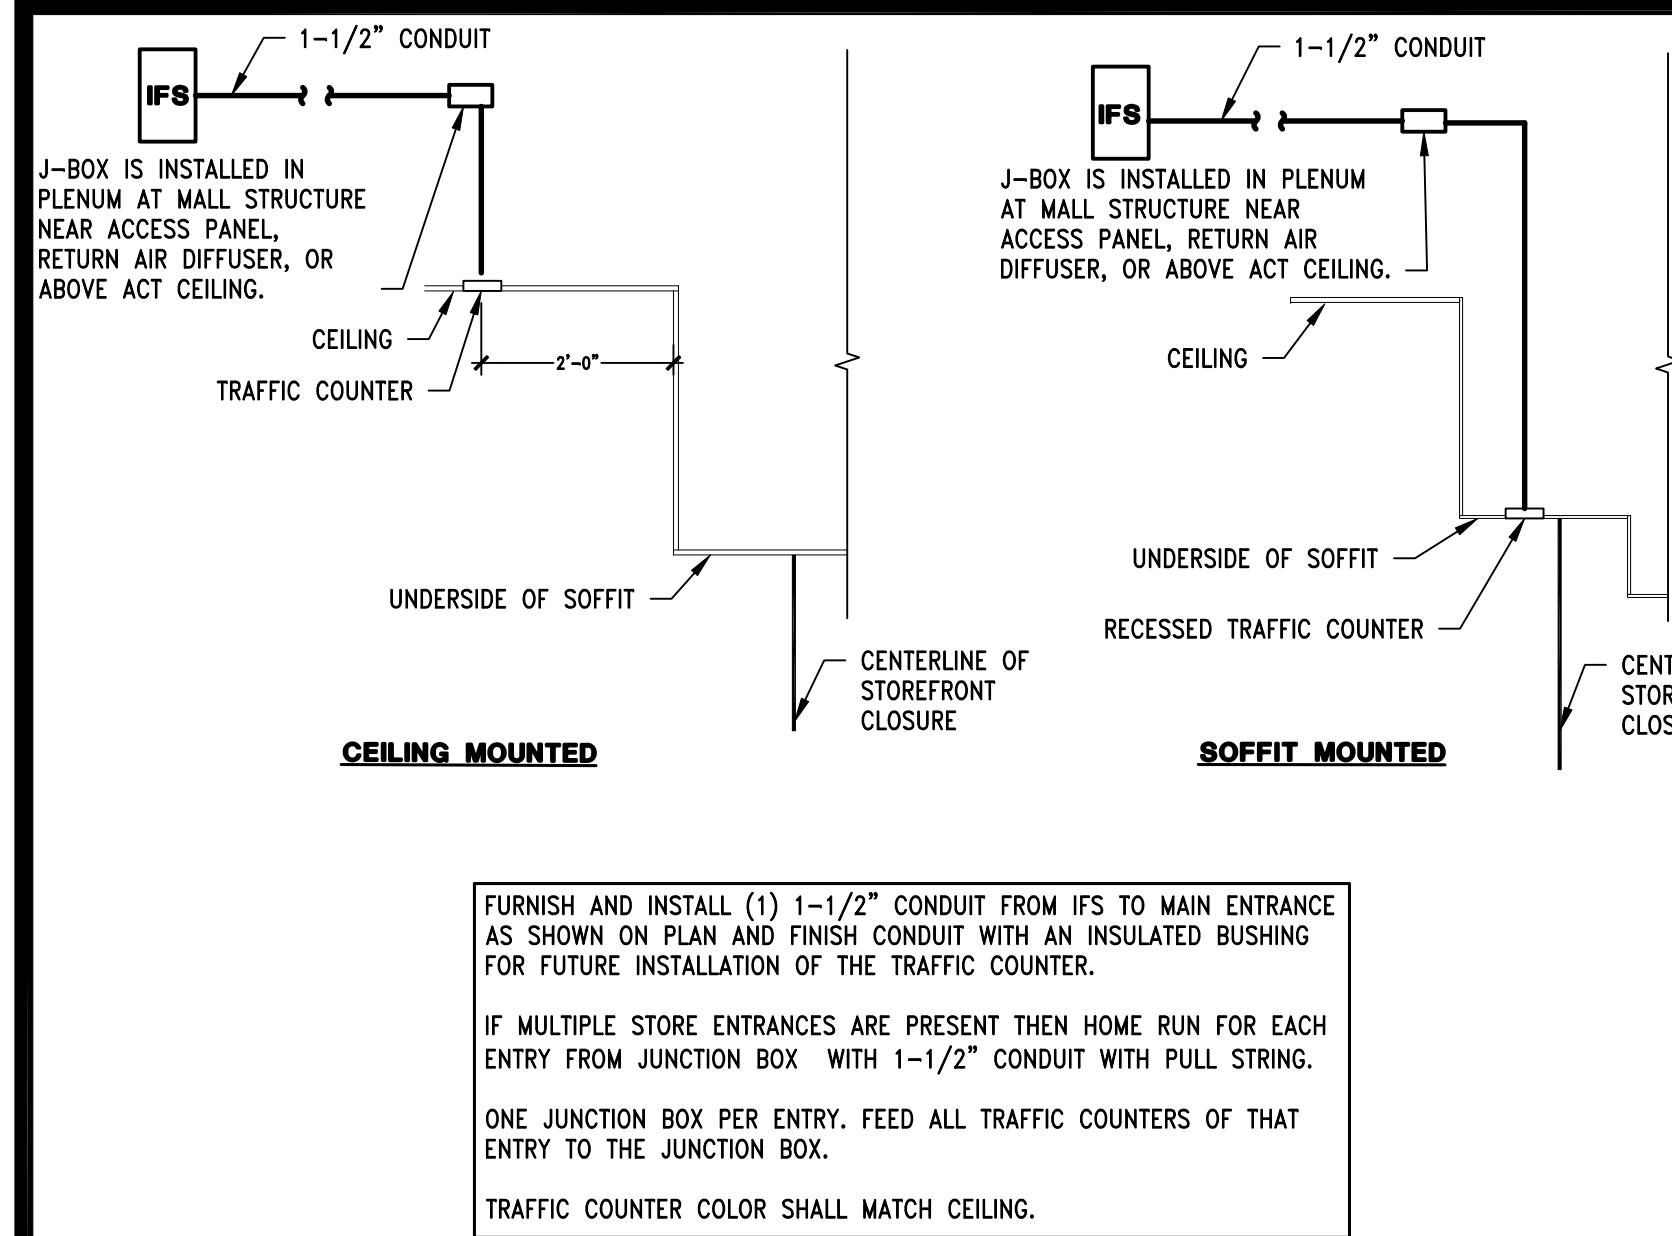 1-1/2" CONDUIT
IFS
J-BOX IS INSTALLED IN
PLENUM AT MALL STRUCTURE
NEAR ACCESS PANEL,
RETURN AIR DIFFUSER, OR
ABOVE ACT CEILING.
CEILING
2'-0"
TRAFFIC COUNTER
UNDERSIDE OF SOFFIT
CENTERLINE OF
STOREFRONT
CLOSURE
CEILING MOUNTED
1-1/2" CONDUIT
IFS
J-BOX IS INSTALLED IN PLENUM
AT MALL STRUCTURE NEAR
ACCESS PANEL, RETURN AIR
DIFFUSER, OR ABOVE ACT CEILING.
CEILING
UNDERSIDE OF SOFFIT
RECESSED TRAFFIC COUNTER
SOFFIT MOUNTED
FURNISH AND INSTALL (1) 1-1/2" CONDUIT FROM IFS TO MAIN ENTRANCE
AS SHOWN ON PLAN AND FINISH CONDUIT WITH AN INSULATED BUSHING
FOR FUTURE INSTALLATION OF THE TRAFFIC COUNTER.
IF MULTIPLE STORE ENTRANCES ARE PRESENT THEN HOME RUN FOR EACH
ENTRY FROM JUNCTION BOX WITH 1-1/2" CONDUIT WITH PULL STRING.
ONE JUNCTION BOX PER ENTRY. FEED ALL TRAFFIC COUNTERS OF THAT
ENTRY TO THE JUNCTION BOX.
TRAFFIC COUNTER COLOR SHALL MATCH CEILING.